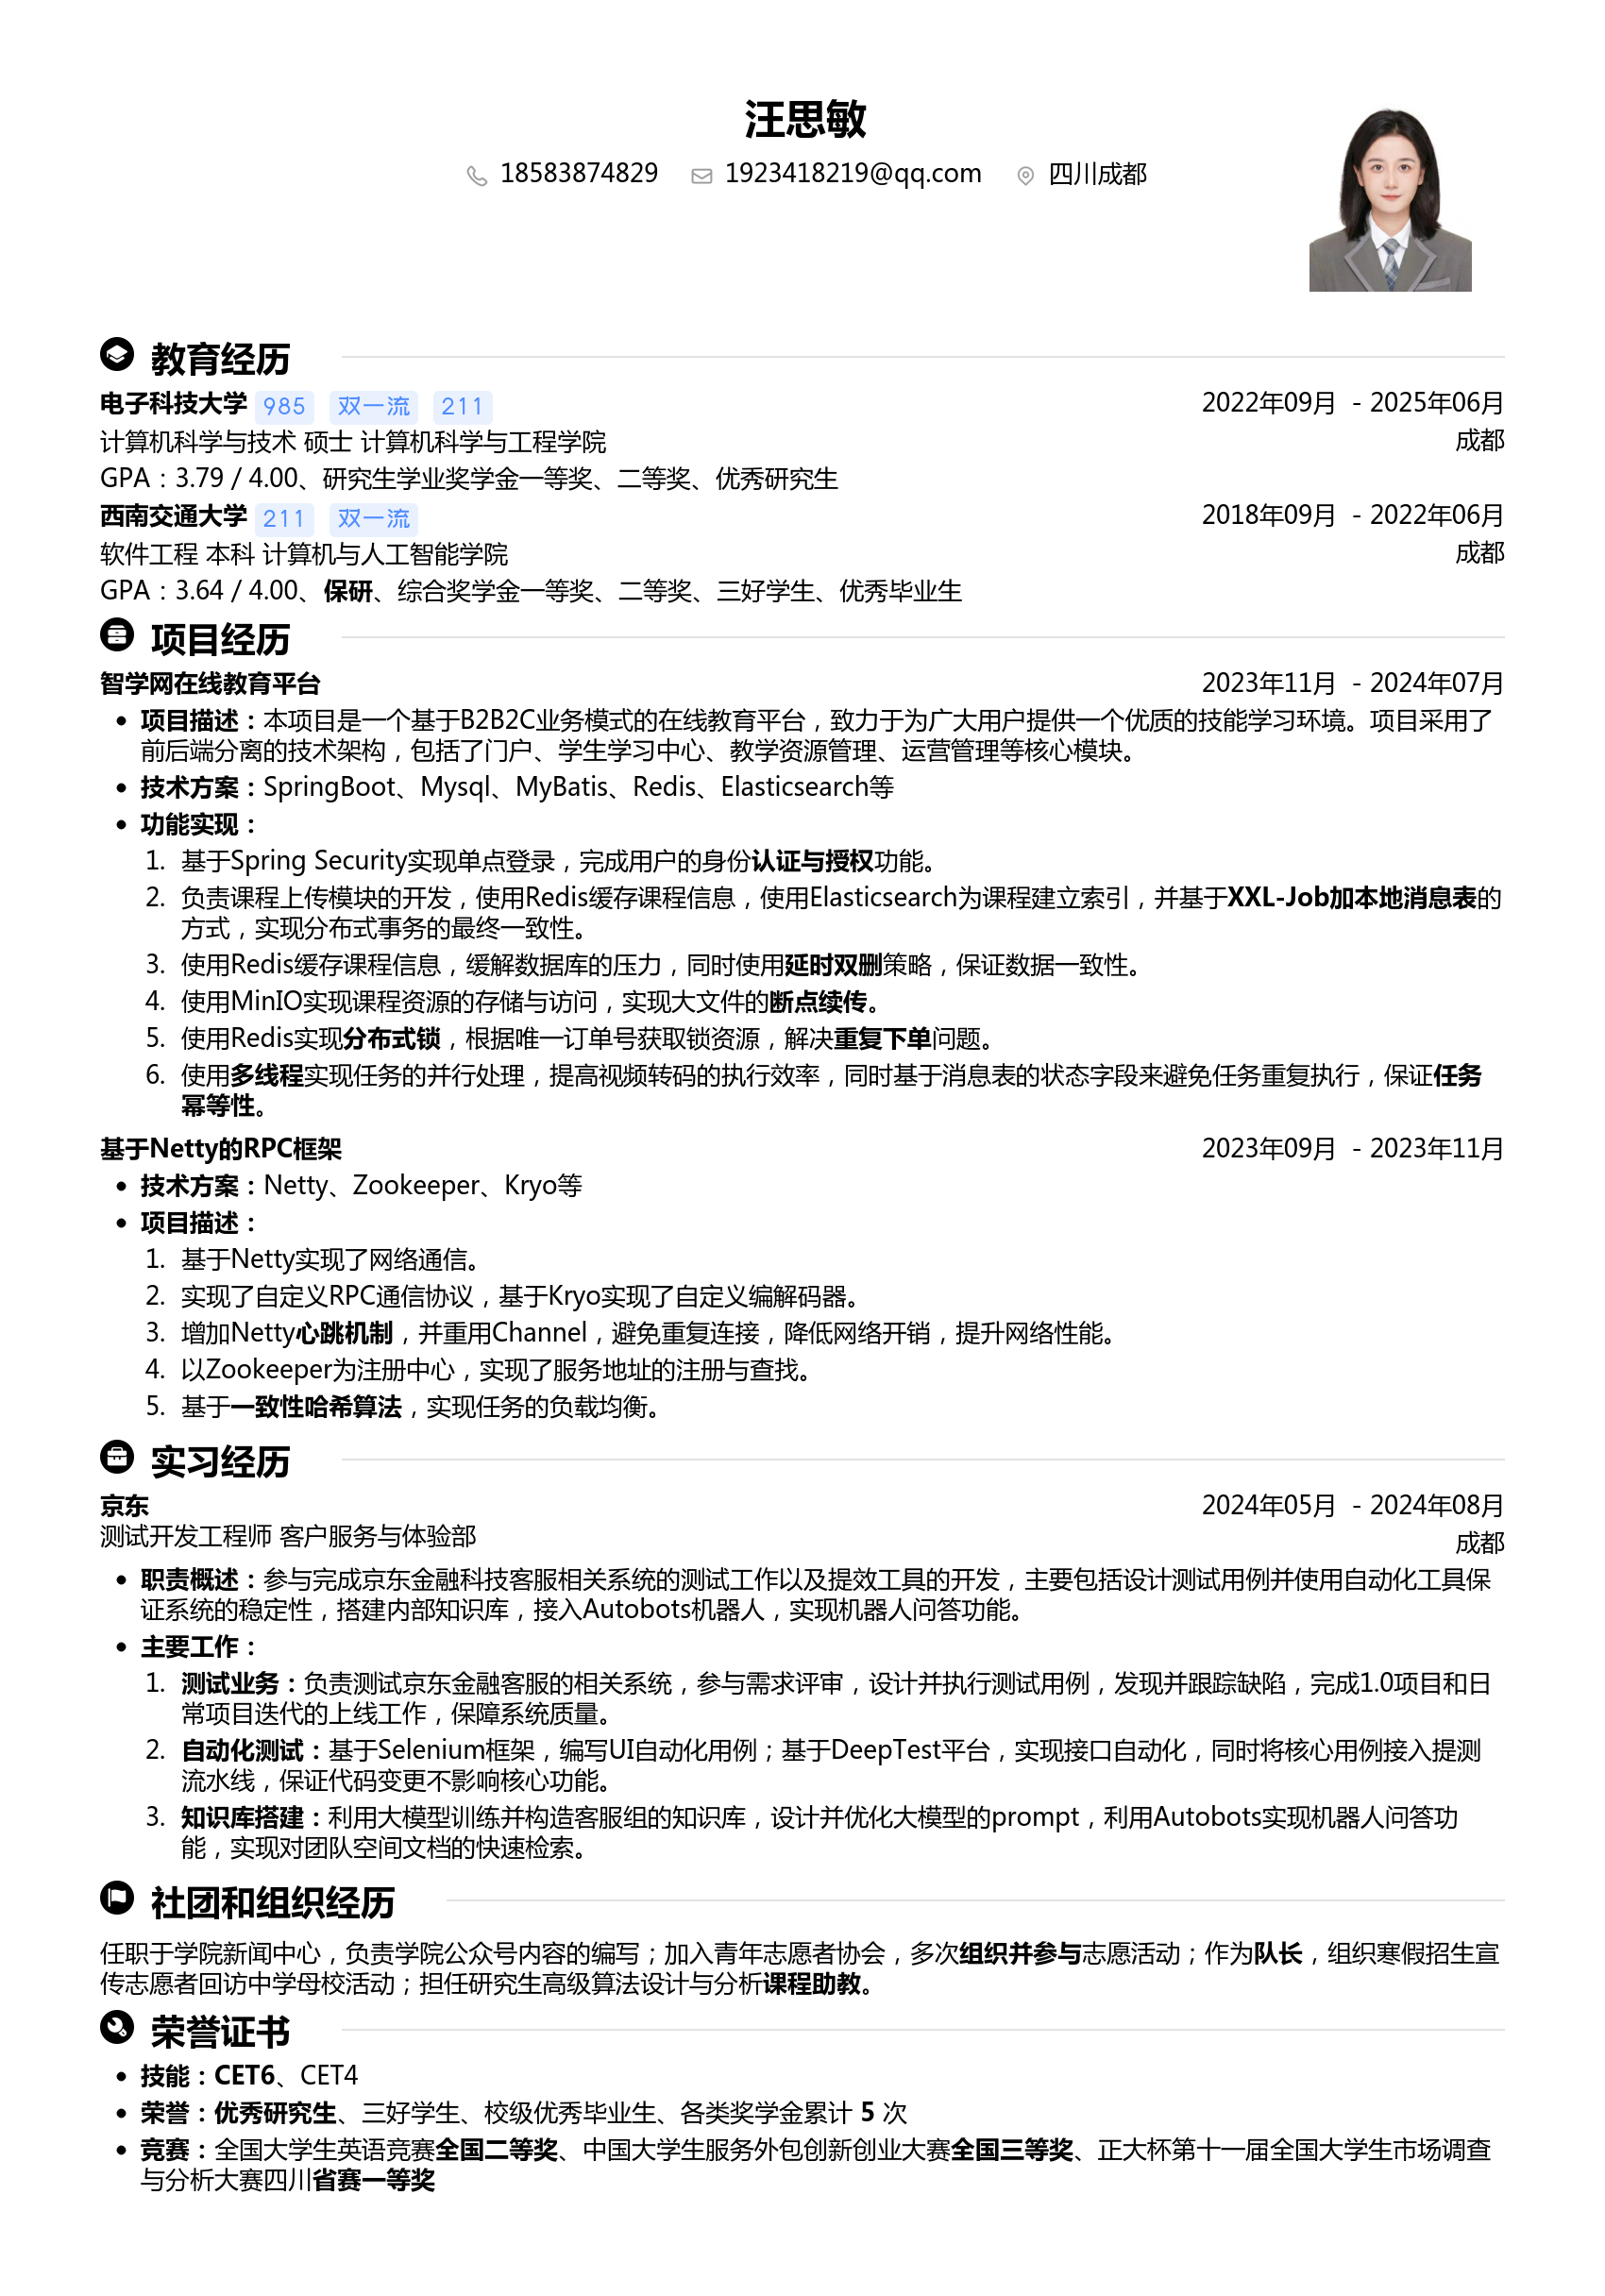 汪思敏
18583874829 1923418219@qq.com 四川成都
教育经历
电子科技大学 985 双一流 211 2022年09月 - 2025年06月
计算机科学与技术 硕士 计算机科学与工程学院 成都
GPA：3.79 / 4.00、研究生学业奖学金一等奖、二等奖、优秀研究生
西南交通大学 211 双一流 2018年09月 - 2022年06月
软件工程 本科 计算机与人工智能学院 成都
GPA：3.64 / 4.00、保研、综合奖学金一等奖、二等奖、三好学生、优秀毕业生
项目经历
智学网在线教育平台 2023年11月 - 2024年07月
• 项目描述：本项目是一个基于B2B2C业务模式的在线教育平台，致力于为广大用户提供一个优质的技能学习环境。项目采用了
前后端分离的技术架构，包括了门户、学生学习中心、教学资源管理、运营管理等核心模块。
• 技术方案：SpringBoot、Mysql、MyBatis、Redis、Elasticsearch等
• 功能实现：
1. 基于Spring Security实现单点登录，完成用户的身份认证与授权功能。
2. 负责课程上传模块的开发，使用Redis缓存课程信息，使用Elasticsearch为课程建立索引，并基于XXL-Job加本地消息表的
方式，实现分布式事务的最终一致性。
3. 使用Redis缓存课程信息，缓解数据库的压力，同时使用延时双删策略，保证数据一致性。
4. 使用MinIO实现课程资源的存储与访问，实现大文件的断点续传。
5. 使用Redis实现分布式锁，根据唯一订单号获取锁资源，解决重复下单问题。
6. 使用多线程实现任务的并行处理，提高视频转码的执行效率，同时基于消息表的状态字段来避免任务重复执行，保证任务
幂等性。
基于Netty的RPC框架 2023年09月 - 2023年11月
• 技术方案：Netty、Zookeeper、Kryo等
• 项目描述：
1. 基于Netty实现了网络通信。
2. 实现了自定义RPC通信协议，基于Kryo实现了自定义编解码器。
3. 增加Netty心跳机制，并重用Channel，避免重复连接，降低网络开销，提升网络性能。
4. 以Zookeeper为注册中心，实现了服务地址的注册与查找。
5. 基于一致性哈希算法，实现任务的负载均衡。
实习经历
京东 2024年05月 - 2024年08月
测试开发工程师 客户服务与体验部 成都
• 职责概述：参与完成京东金融科技客服相关系统的测试工作以及提效工具的开发，主要包括设计测试用例并使用自动化工具保
证系统的稳定性，搭建内部知识库，接入Autobots机器人，实现机器人问答功能。
• 主要工作：
1. 测试业务：负责测试京东金融客服的相关系统，参与需求评审，设计并执行测试用例，发现并跟踪缺陷，完成1.0项目和日
常项目迭代的上线工作，保障系统质量。
2. 自动化测试：基于Selenium框架，编写UI自动化用例；基于DeepTest平台，实现接口自动化，同时将核心用例接入提测
流水线，保证代码变更不影响核心功能。
3. 知识库搭建：利用大模型训练并构造客服组的知识库，设计并优化大模型的prompt，利用Autobots实现机器人问答功
能，实现对团队空间文档的快速检索。
社团和组织经历
任职于学院新闻中心，负责学院公众号内容的编写；加入青年志愿者协会，多次组织并参与志愿活动；作为队长，组织寒假招生宣
传志愿者回访中学母校活动；担任研究生高级算法设计与分析课程助教。
荣誉证书
• 技能：CET6、CET4
• 荣誉：优秀研究生、三好学生、校级优秀毕业生、各类奖学金累计 5 次
• 竞赛：全国大学生英语竞赛全国二等奖、中国大学生服务外包创新创业大赛全国三等奖、正大杯第十一届全国大学生市场调查
与分析大赛四川省赛一等奖